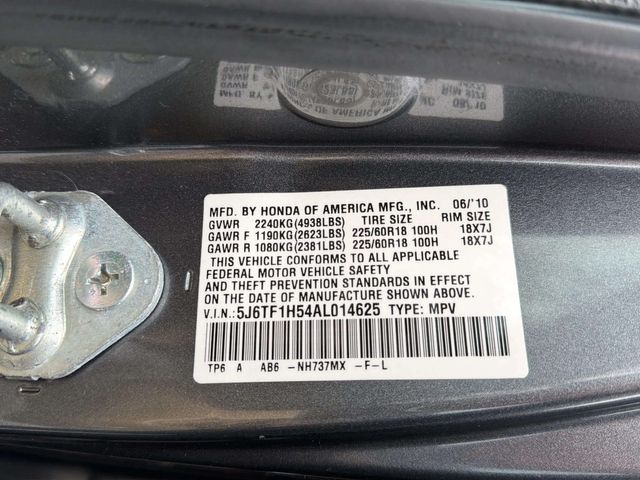 MFD. BY HONDA OF AMERICA MFG., INC. 06/'10
GVWR 2240KG(4938LBS) TIRE SIZE RIM SIZE
GAWR F 1190KG(2623LBS) 225/60R18 100H 18X7J
GAWR R 1080KG(2381LBS) 225/60R18 100H 18X7J
THIS VEHICLE CONFORMS TO ALL APPLICABLE
FEDERAL MOTOR VEHICLE SAFETY
AND THEFT PREVENTION STANDARDS IN EFFECT
ON THE DATE OF MANUFACTURE SHOWN ABOVE.
V.I.N.:5J6TF1H54AL014625 TYPE: MPV
TP6 A AB6 -NH737MX -F-L